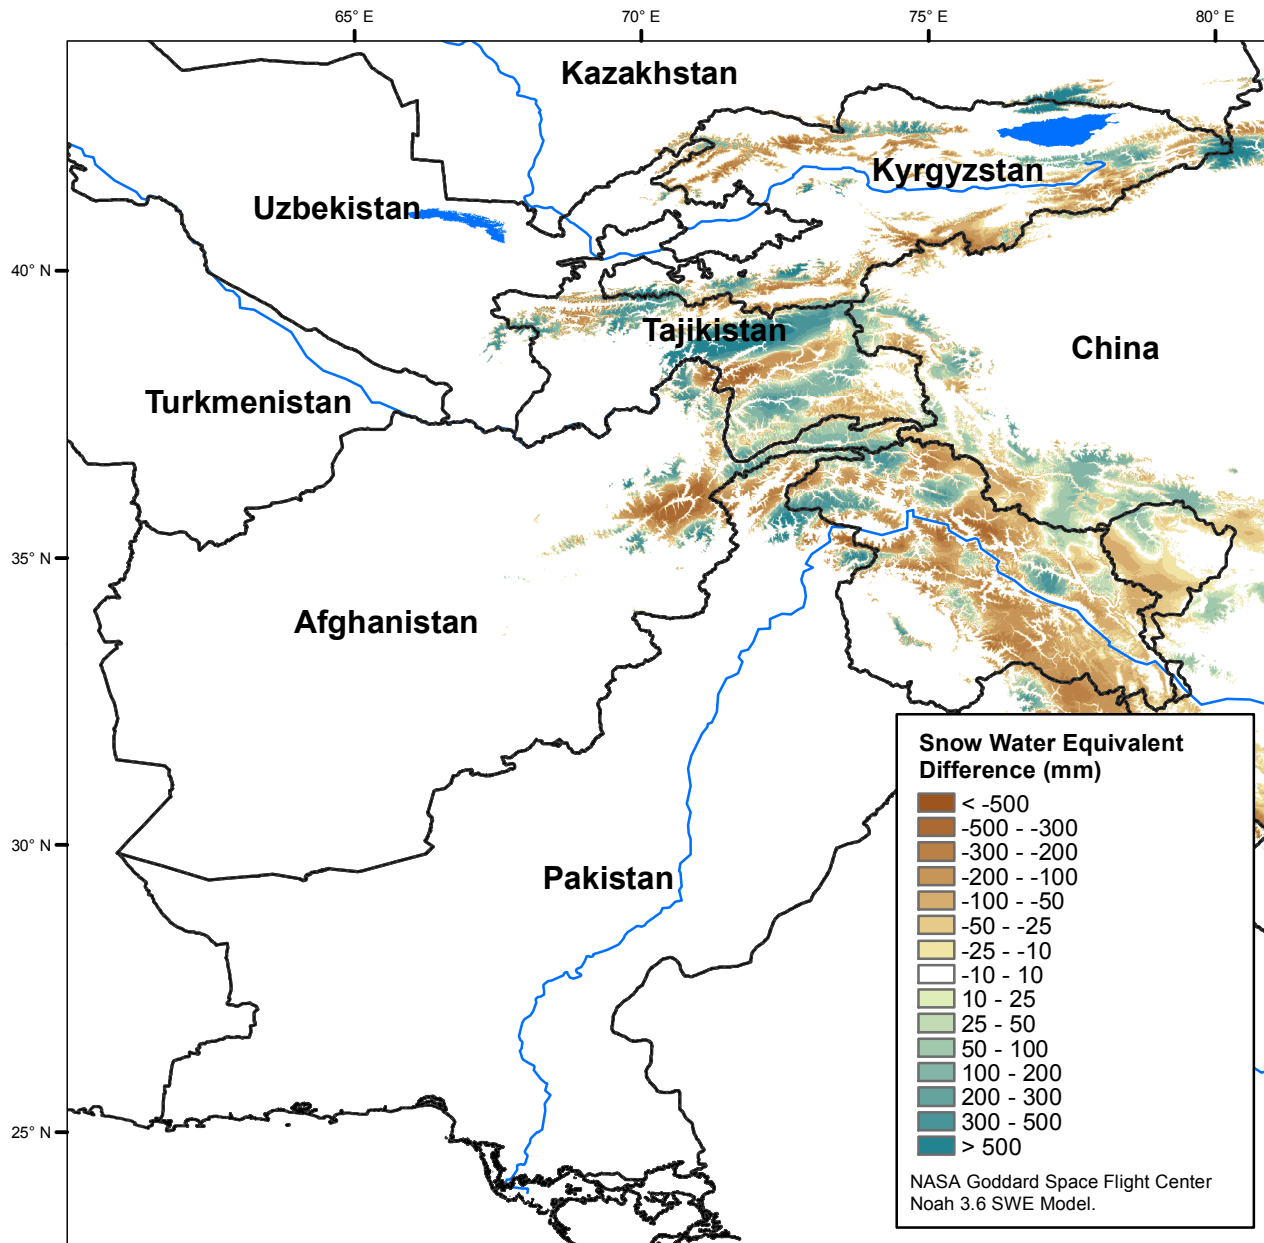 65° E
70° E
75° E
80° E
Kazakhstan
Kyrgyzstan
Uzbekistan
40° N
Tajikistan
China
Turkmenistan
35° N
Afghanistan
30° N
Pakistan
25° N
Snow Water Equivalent
Difference (mm)
< -500
-500 - -300
-300 - -200
-200 - -100
-100 - -50
-50 - -25
-25 - -10
-10 - 10
10 - 25
25 - 50
50 - 100
100 - 200
200 - 300
300 - 500
> 500
NASA Goddard Space Flight Center
Noah 3.6 SWE Model.